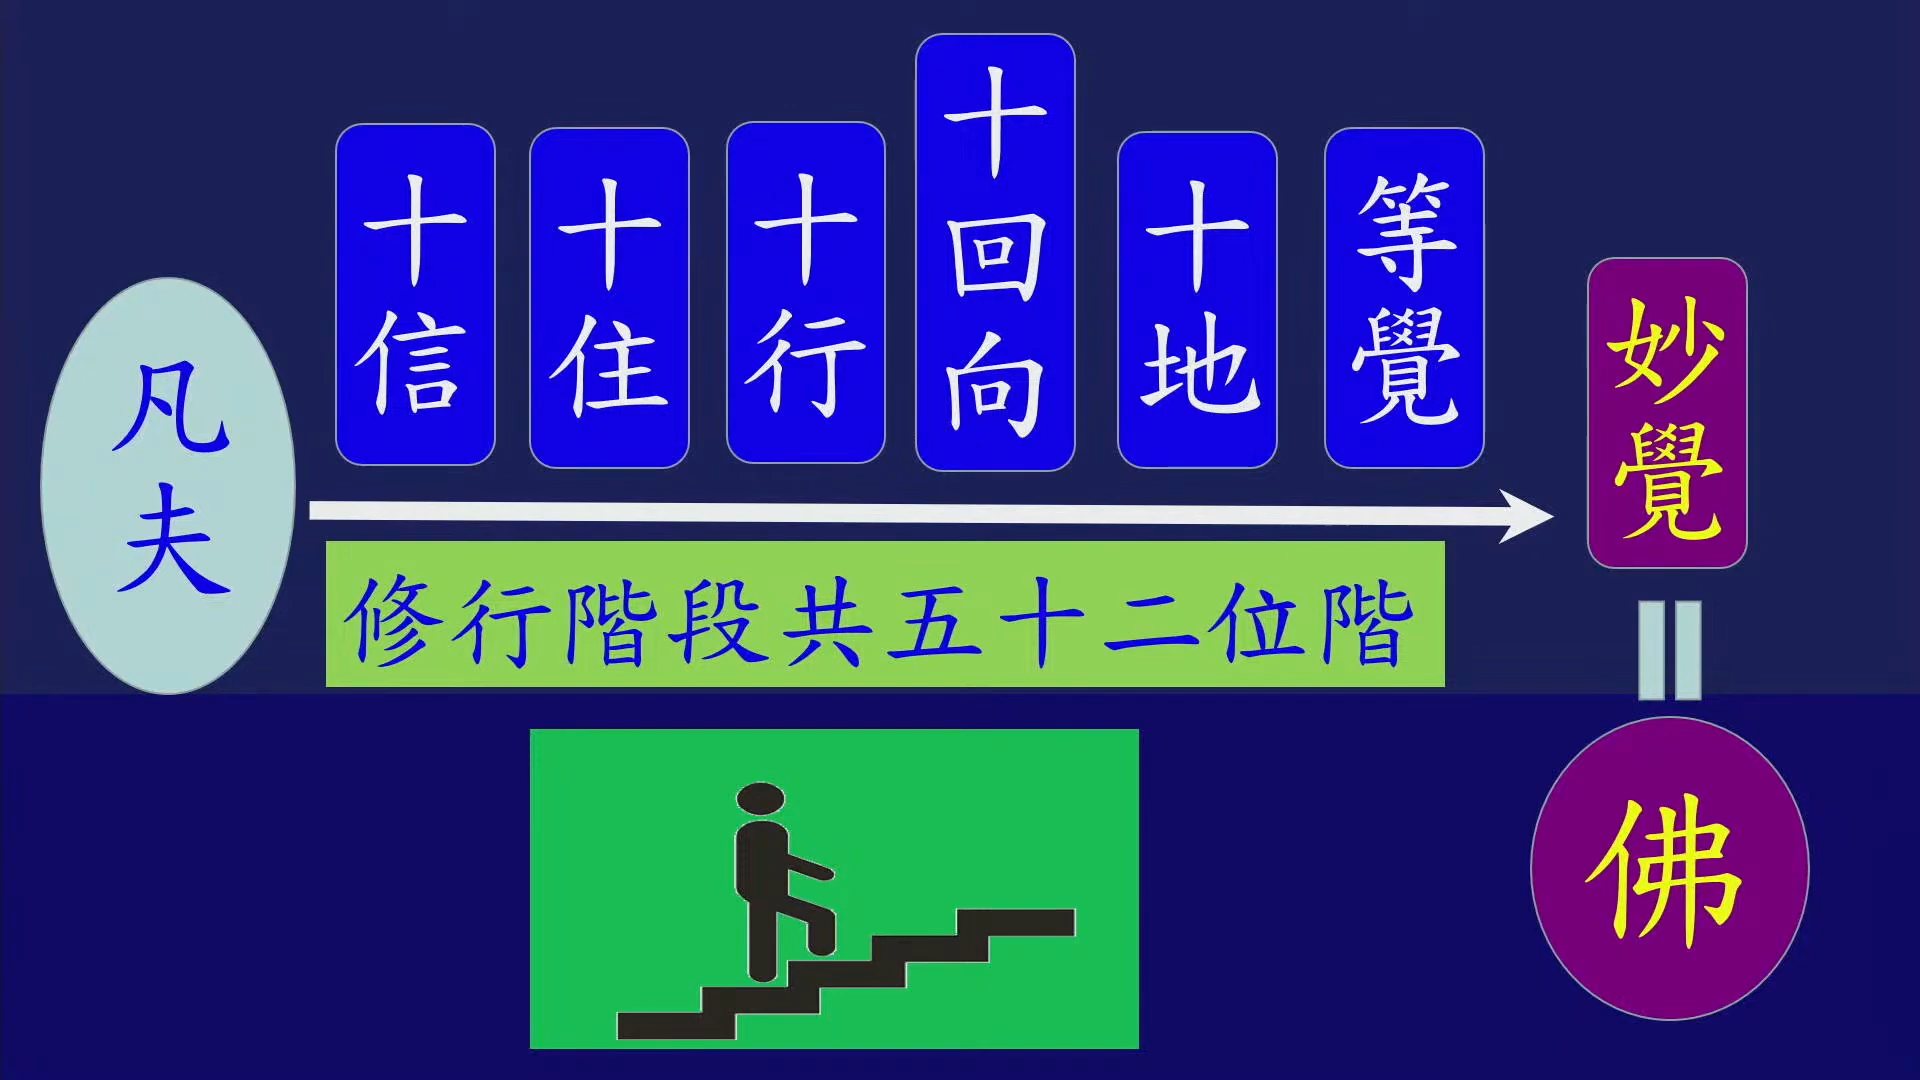 凡夫
十信
十住
十行
十回向
十地
等覺
妙覺
修行階段共五十二位階
佛